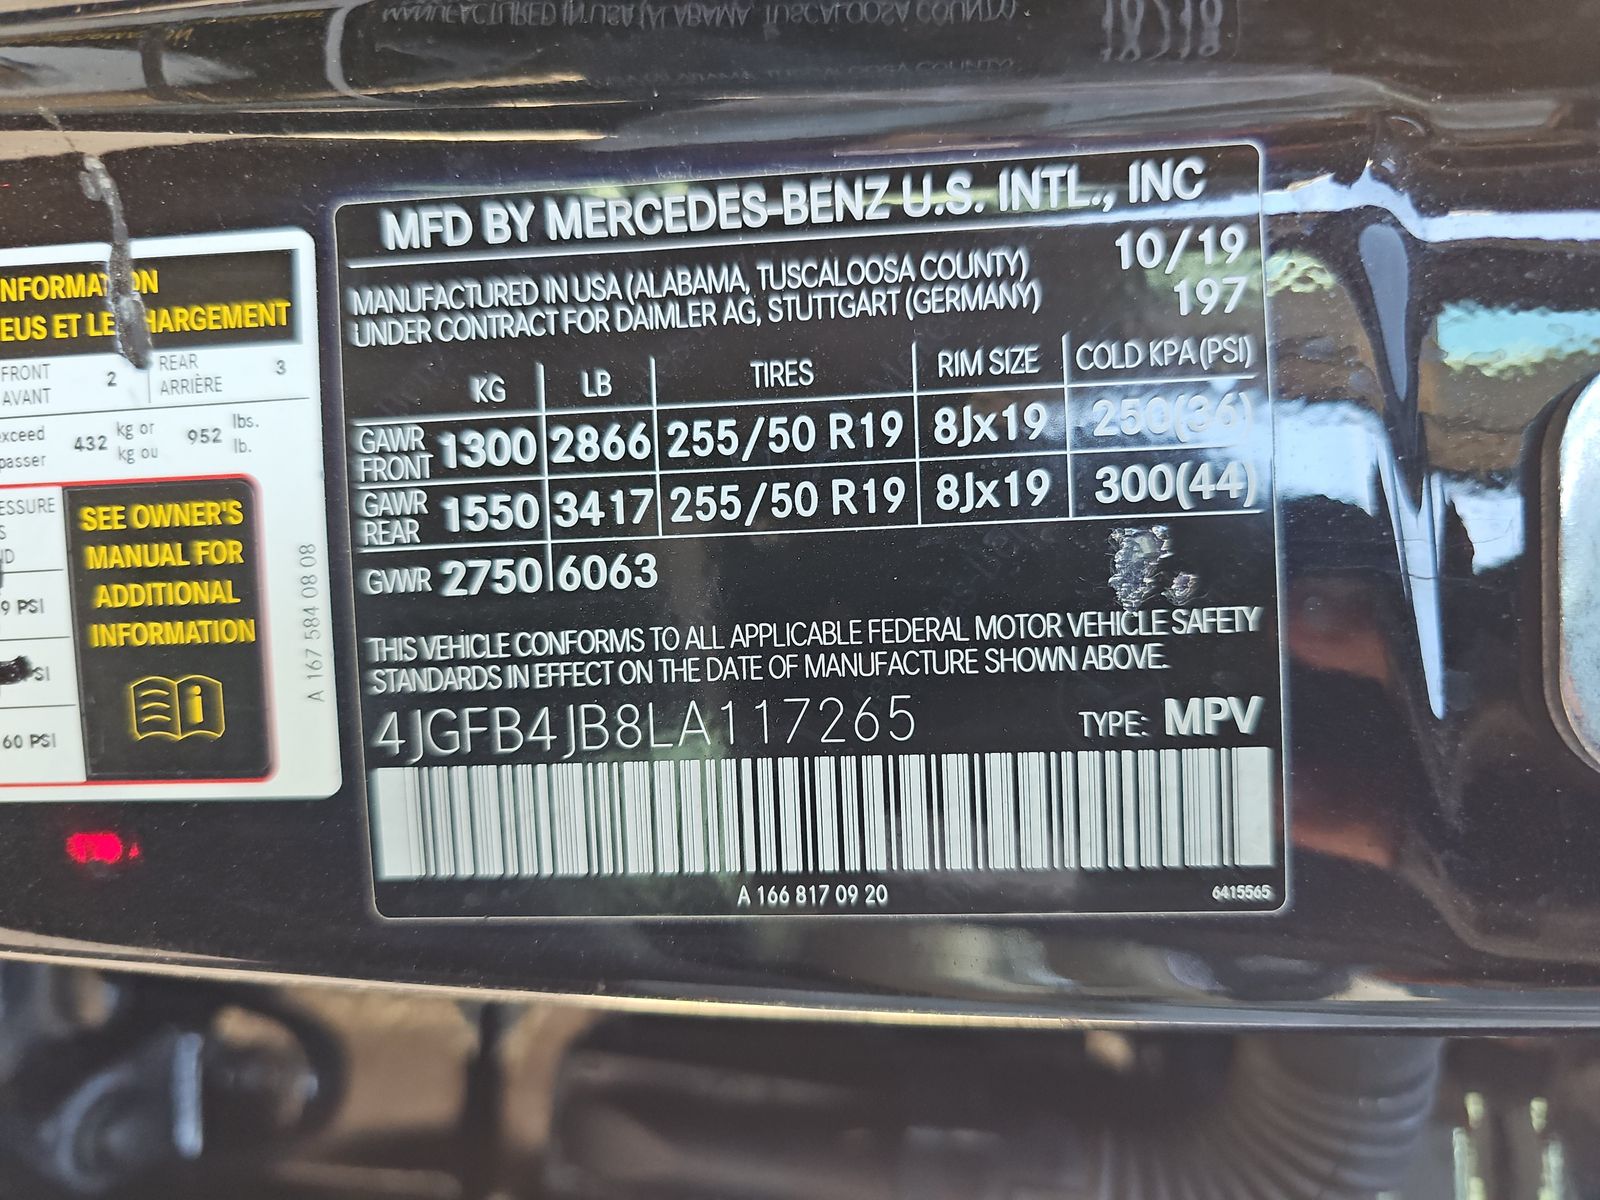 MFD BY MERCEDES-BENZ U.S. INTL., INC
MANUFACTURED IN USA (ALABAMA, TUSCALOOSA COUNTY) 10/19
UNDER CONTRACT FOR DAIMLER AG, STUTTGART (GERMANY) 197
KG LB TIRES RIM SIZE COLD KPA (PSI)
GAWR FRONT 1300 2866 255/50 R19 8Jx19 250(36)
GAWR REAR 1550 3417 255/50 R19 8Jx19 300(44)
GVWR 2750 6063
THIS VEHICLE CONFORMS TO ALL APPLICABLE FEDERAL MOTOR VEHICLE SAFETY
STANDARDS IN EFFECT ON THE DATE OF MANUFACTURE SHOWN ABOVE.
4JGFB4JB8LA117265 TYPE: MPV
A 166 817 09 20 6415565
ET LE
FRONT 2 REAR 3
AVANT ARRIÈRE
432 kg or 952 lbs.
kg ou lb.
SEE OWNER'S
MANUAL FOR
ADDITIONAL
INFORMATION
9 PSI
60 PSI
A 167 584 08 08